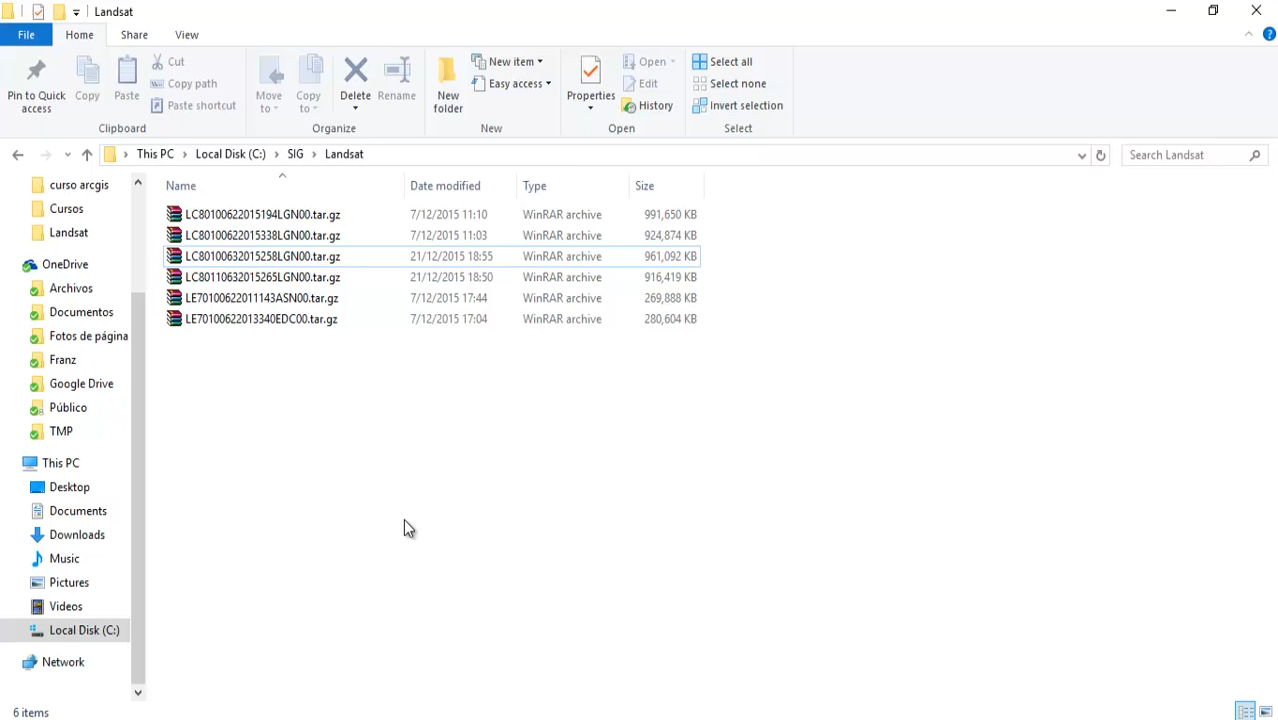 Landsat
File Home Share View
Pin to Quick access
Copy
Paste
Cut
Copy path
Paste shortcut
Clipboard
Move to
Copy to
Delete
Rename
Organize
New folder
New item
Easy access
New
Properties
Open
Edit
History
Open
Select all
Select none
Invert selection
Select
This PC > Local Disk (C:) > SIG > Landsat
Search Landsat
curso arcgis
Cursos
Landsat
OneDrive
Archivos
Documentos
Fotos de página
Franz
Google Drive
Público
TMP
This PC
Desktop
Documents
Downloads
Music
Pictures
Videos
Local Disk (C:)
Network
Name Date modified Type Size
LC80100622015194LGN00.tar.gz 7/12/2015 11:10 WinRAR archive 991,650 KB
LC80100622015338LGN00.tar.gz 7/12/2015 11:03 WinRAR archive 924,874 KB
LC80100632015258LGN00.tar.gz 21/12/2015 18:55 WinRAR archive 961,092 KB
LC80110632015265LGN00.tar.gz 21/12/2015 18:50 WinRAR archive 916,419 KB
LE70100622011143ASN00.tar.gz 7/12/2015 17:44 WinRAR archive 269,888 KB
LE70100622013340EDC00.tar.gz 7/12/2015 17:04 WinRAR archive 280,604 KB
6 items